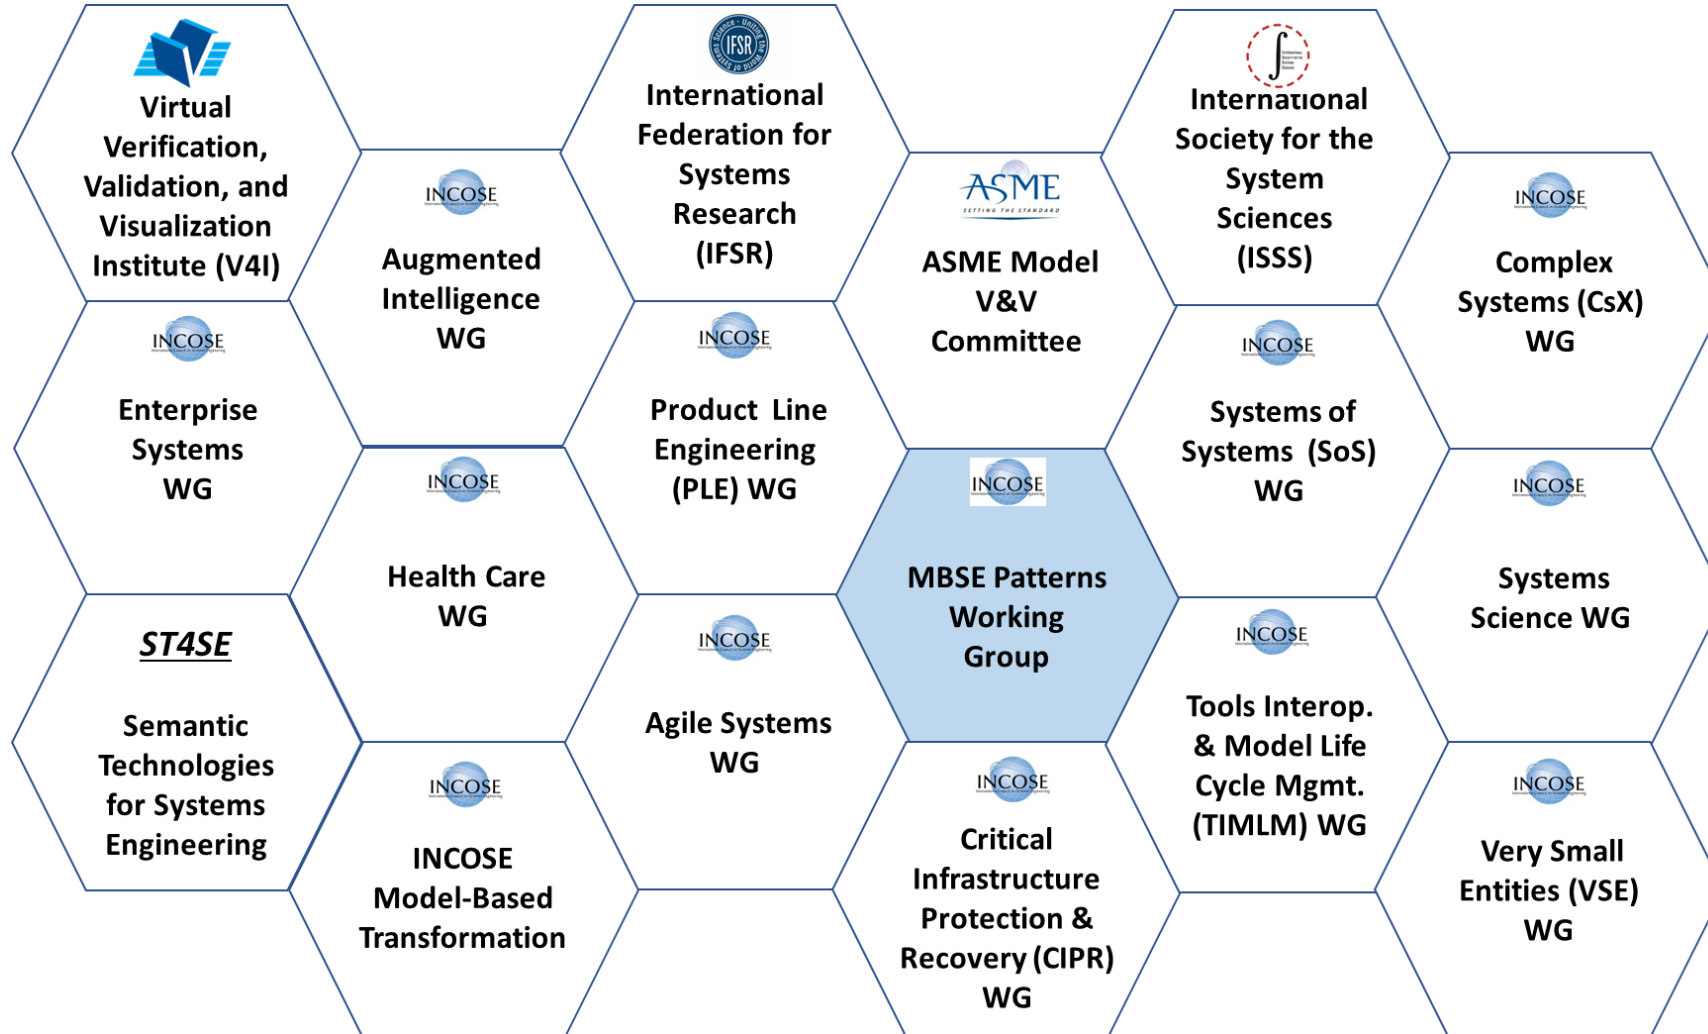 Virtual
Verification,
Validation, and
Visualization
Institute (V4I)
INCOSE
Enterprise
Systems
WG
ST4SE
Semantic
Technologies
for Systems
Engineering
INCOSE
Augmented
Intelligence
WG
INCOSE
Health Care
WG
INCOSE
INCOSE
Model-Based
Transformation
IFSR
International
Federation for
Systems
Research
(IFSR)
INCOSE
Product Line
Engineering
(PLE) WG
INCOSE
Agile Systems
WG
ASME
SETTING THE STANDARD
ASME Model
V&V
Committee
INCOSE
MBSE Patterns
Working
Group
INCOSE
Critical
Infrastructure
Protection &
Recovery (CIPR)
WG
International
Society for the
System
Sciences
(ISSS)
INCOSE
Systems of
Systems (SoS)
WG
INCOSE
Tools Interop.
& Model Life
Cycle Mgmt.
(TIMLM) WG
INCOSE
Complex
Systems (CsX)
WG
INCOSE
Systems
Science WG
INCOSE
Very Small
Entities (VSE)
WG